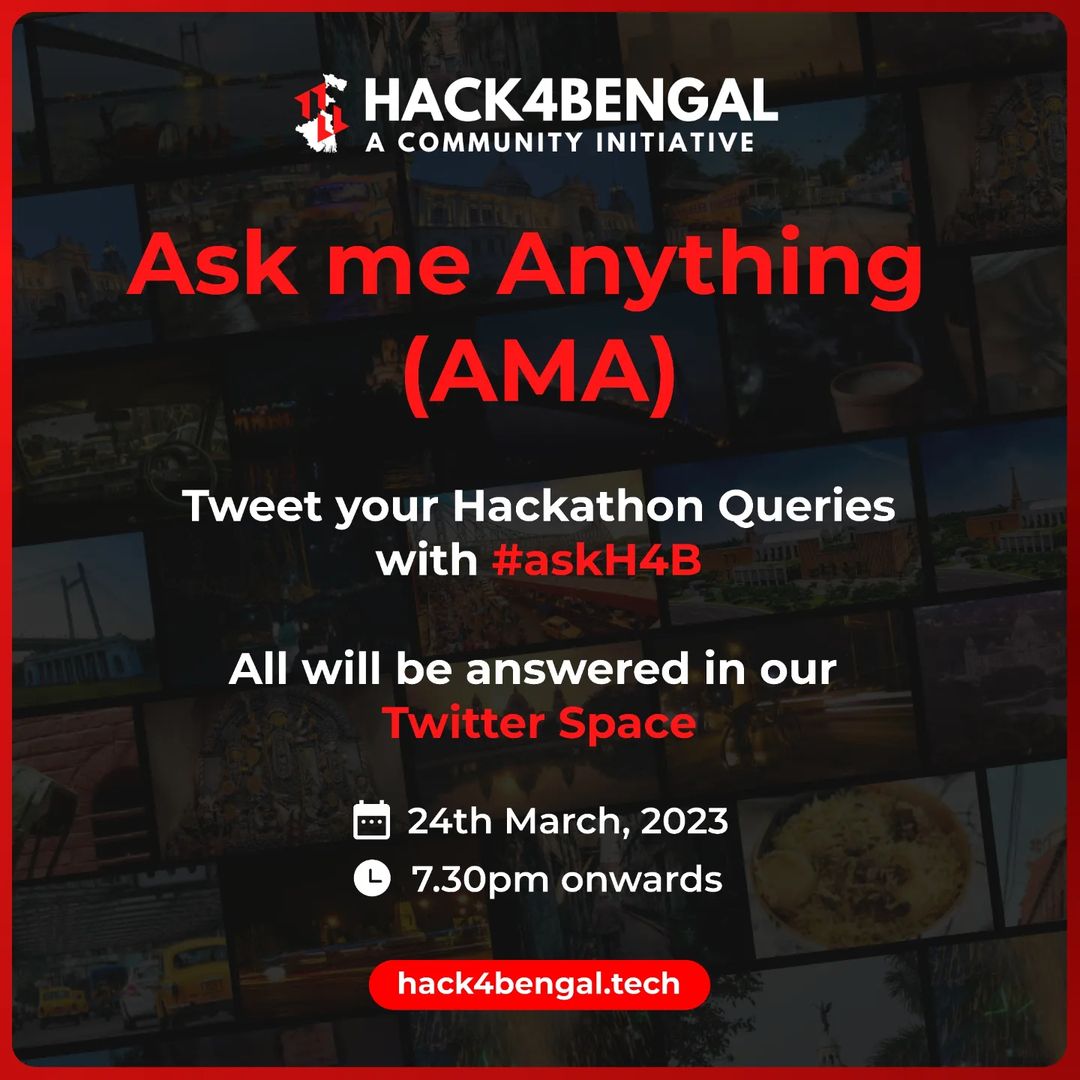 HACK4BENGAL
A COMMUNITY INITIATIVE
Ask me Anything
(AMA)
Tweet your Hackathon Queries
with #askH4B
All will be answered in our
Twitter Space
24th March, 2023
7.30pm onwards
hack4bengal.tech